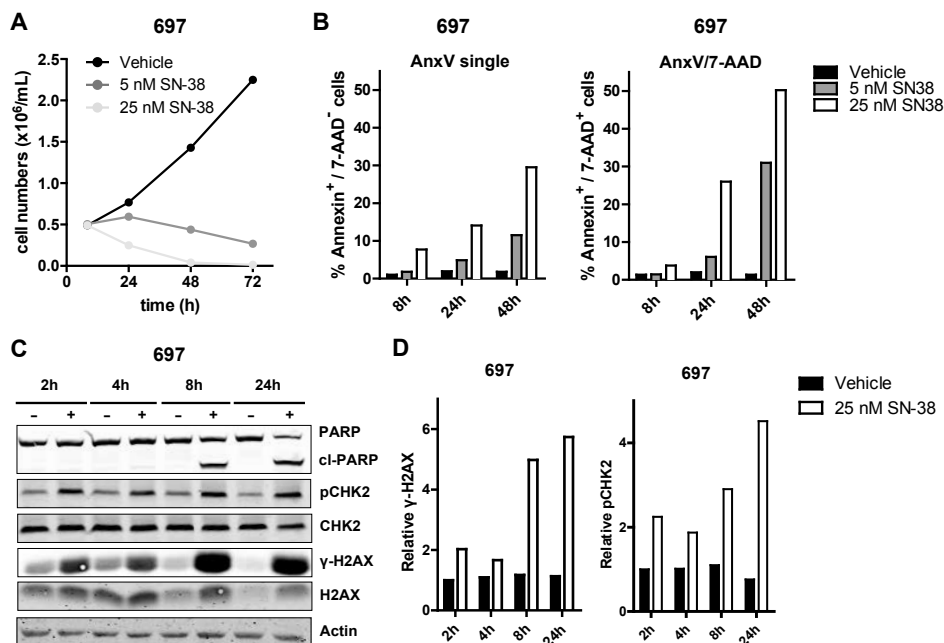 A
697
Vehicle
5 nM SN-38
25 nM SN-38
cell numbers (x10⁶/mL)
2.5
2.0
1.5
1.0
0.5
0.0
0 24 48 72
time (h)
B
697
AnxV single
% Annexin⁺ / 7-AAD⁻ cells
50
40
30
20
10
0
8h 24h 48h
697
AnxV/7-AAD
% Annexin⁺ / 7-AAD⁺ cells
50
40
30
20
10
0
8h 24h 48h
Vehicle
5 nM SN38
25 nM SN38
C
697
2h 4h 8h 24h
– + – + – + – +
PARP
cl-PARP
pCHK2
CHK2
γ-H2AX
H2AX
Actin
D
697
Relative γ-H2AX
6
4
2
0
2h 4h 8h 24h
697
Relative pCHK2
4
2
0
2h 4h 8h 24h
Vehicle
25 nM SN-38